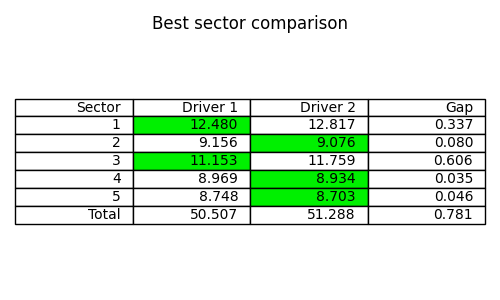 Best sector comparison
Sector Driver 1 Driver 2 Gap
1 12.480 12.817 0.337
2 9.156 9.076 0.080
3 11.153 11.759 0.606
4 8.969 8.934 0.035
5 8.748 8.703 0.046
Total 50.507 51.288 0.781